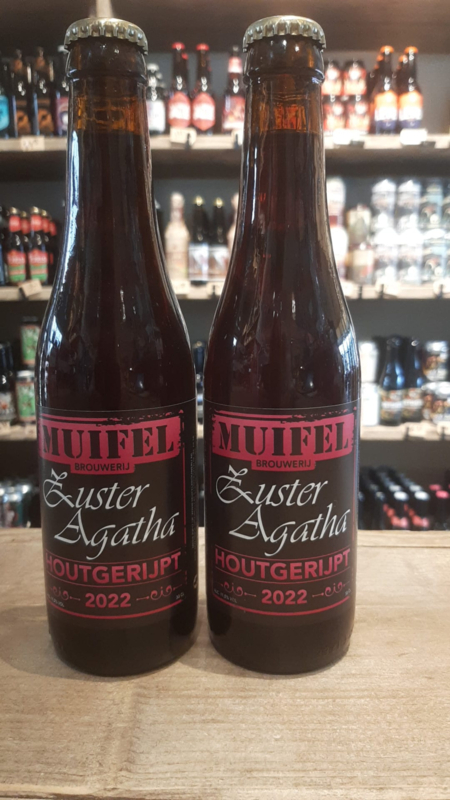 MUIFEL
BROUWERIJ
Zuster
Agatha
HOUTGERIJPT
2022
MUIFEL
BROUWERIJ
Zuster
Agatha
HOUTGERIJPT
2022